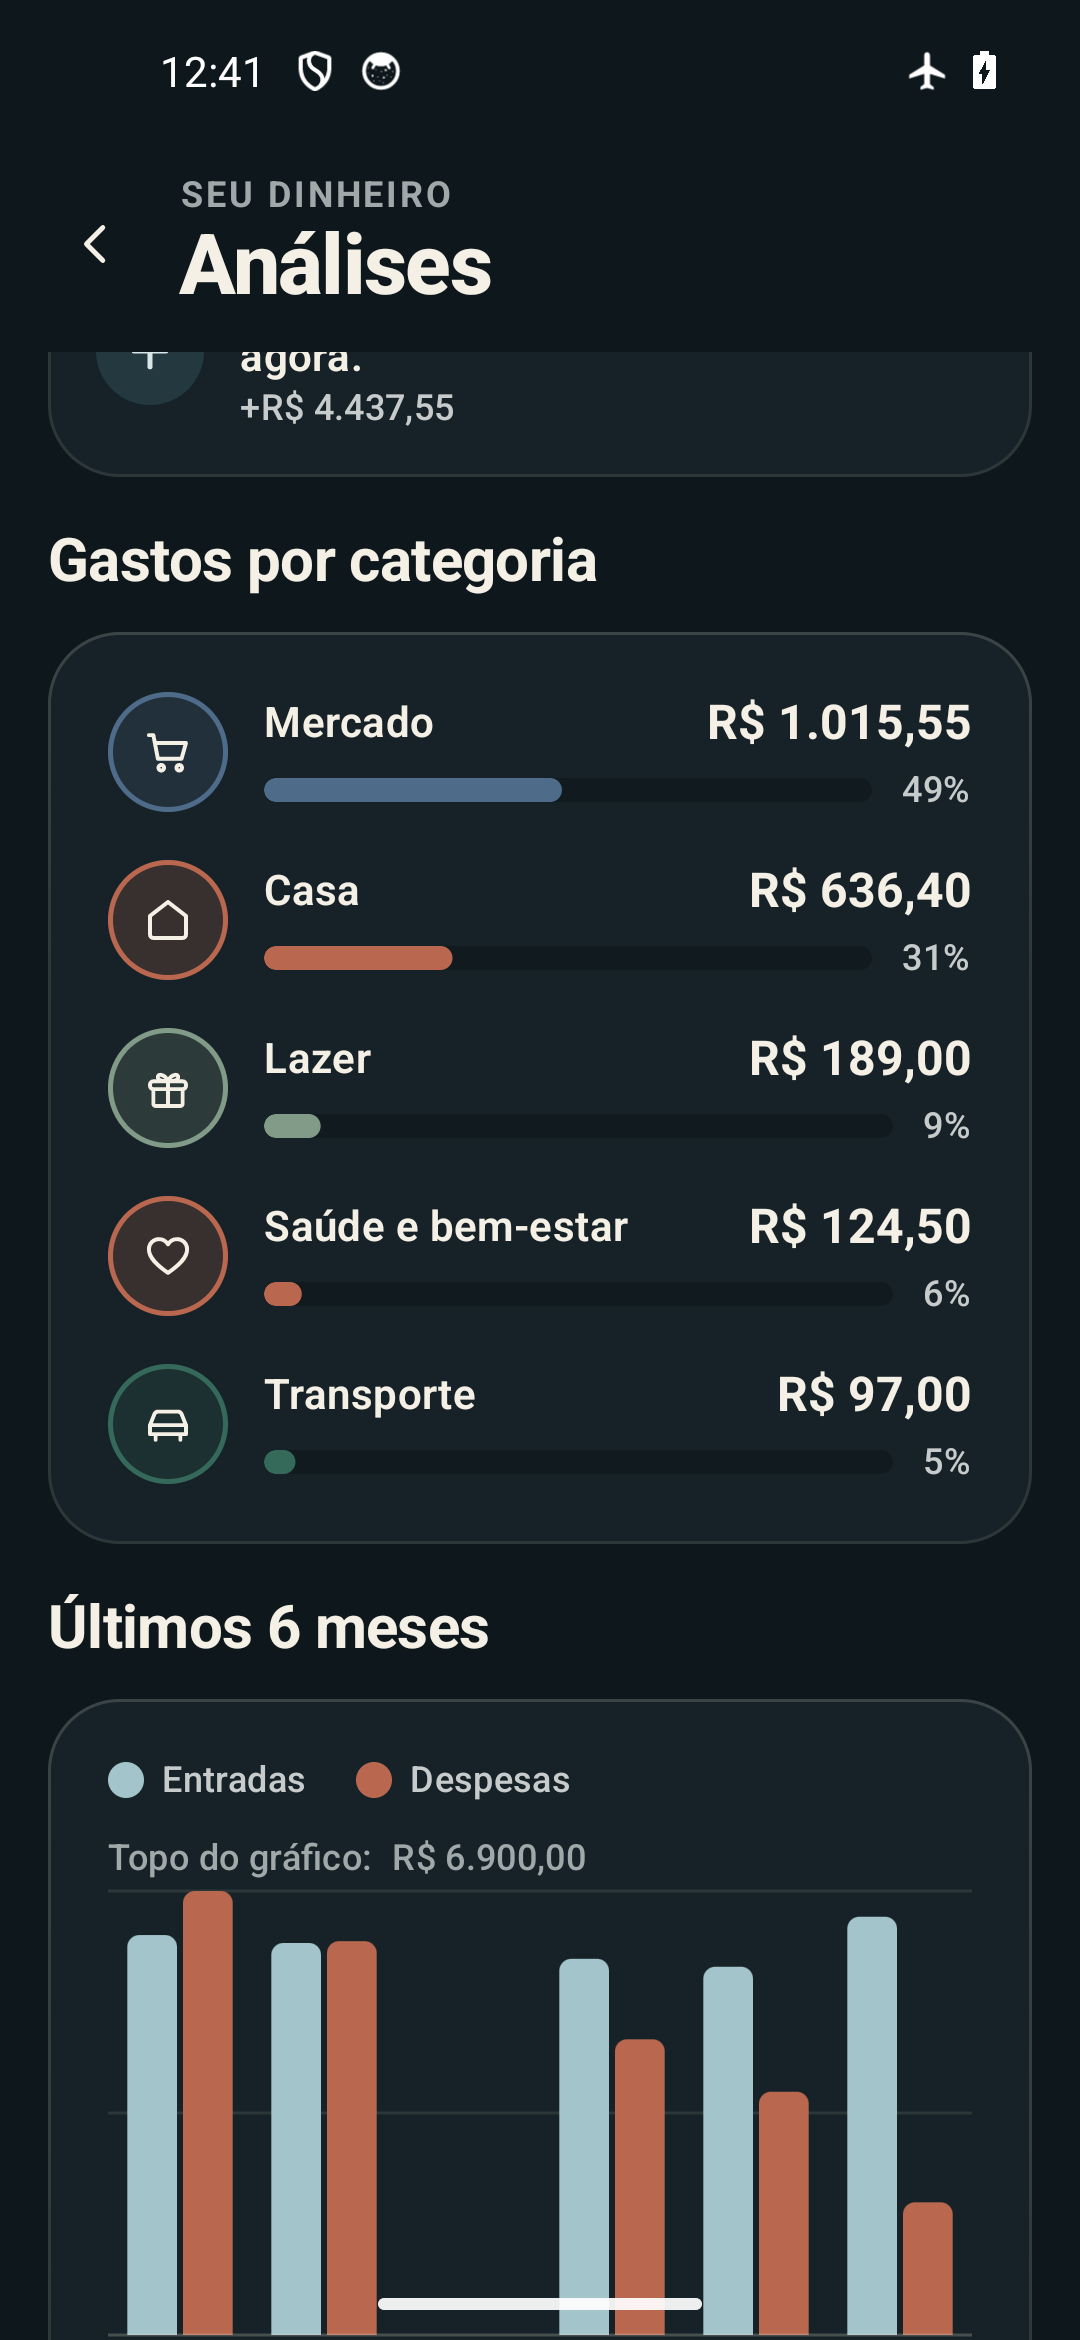 12:41
SEU DINHEIRO
Análises
agora.
+R$ 4.437,55
Gastos por categoria
Mercado R$ 1.015,55
49%
Casa R$ 636,40
31%
Lazer R$ 189,00
9%
Saúde e bem-estar R$ 124,50
6%
Transporte R$ 97,00
5%
Últimos 6 meses
Entradas Despesas
Topo do gráfico: R$ 6.900,00